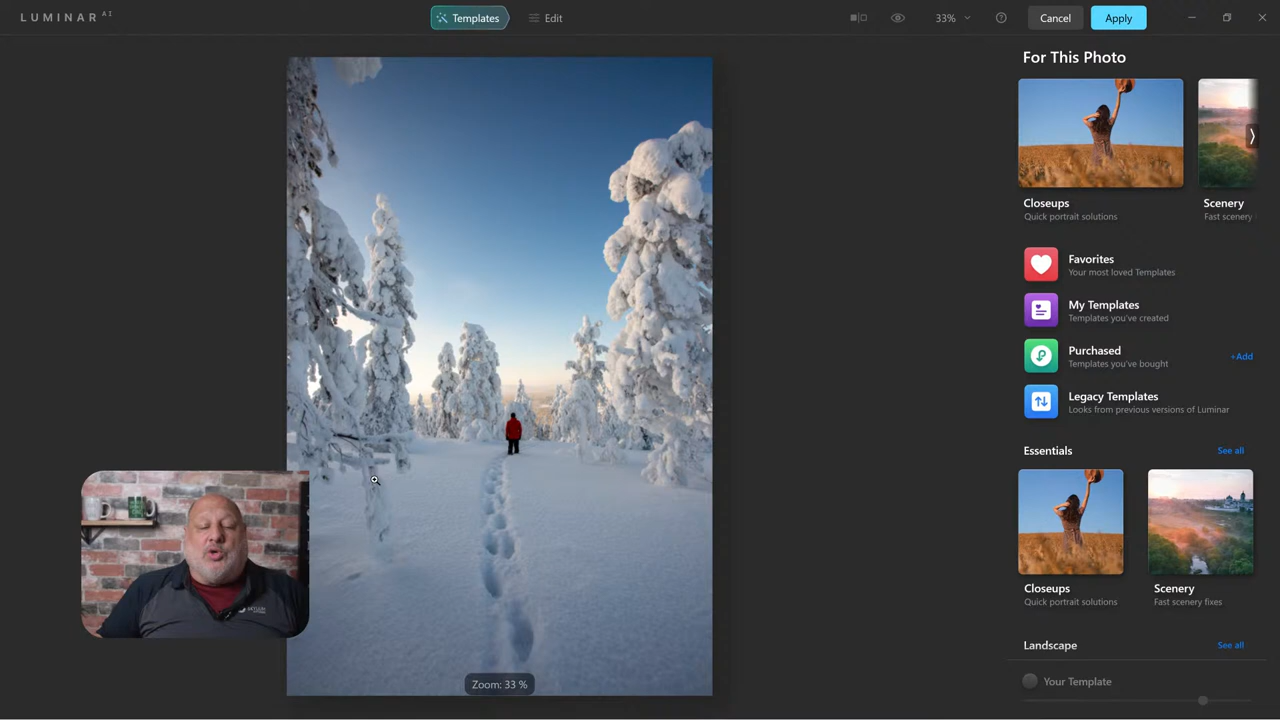 LUMINAR AI
Templates
Edit
33%
Cancel
Apply
For This Photo
Closeups
Quick portrait solutions
Scenery
Fast scenery
Favorites
Your most loved Templates
My Templates
Templates you've created
Purchased
Templates you've bought
+Add
Legacy Templates
Looks from previous versions of Luminar
Essentials
See all
Closeups
Quick portrait solutions
Scenery
Fast scenery fixes
Landscape
See all
Your Template
Zoom: 33 %